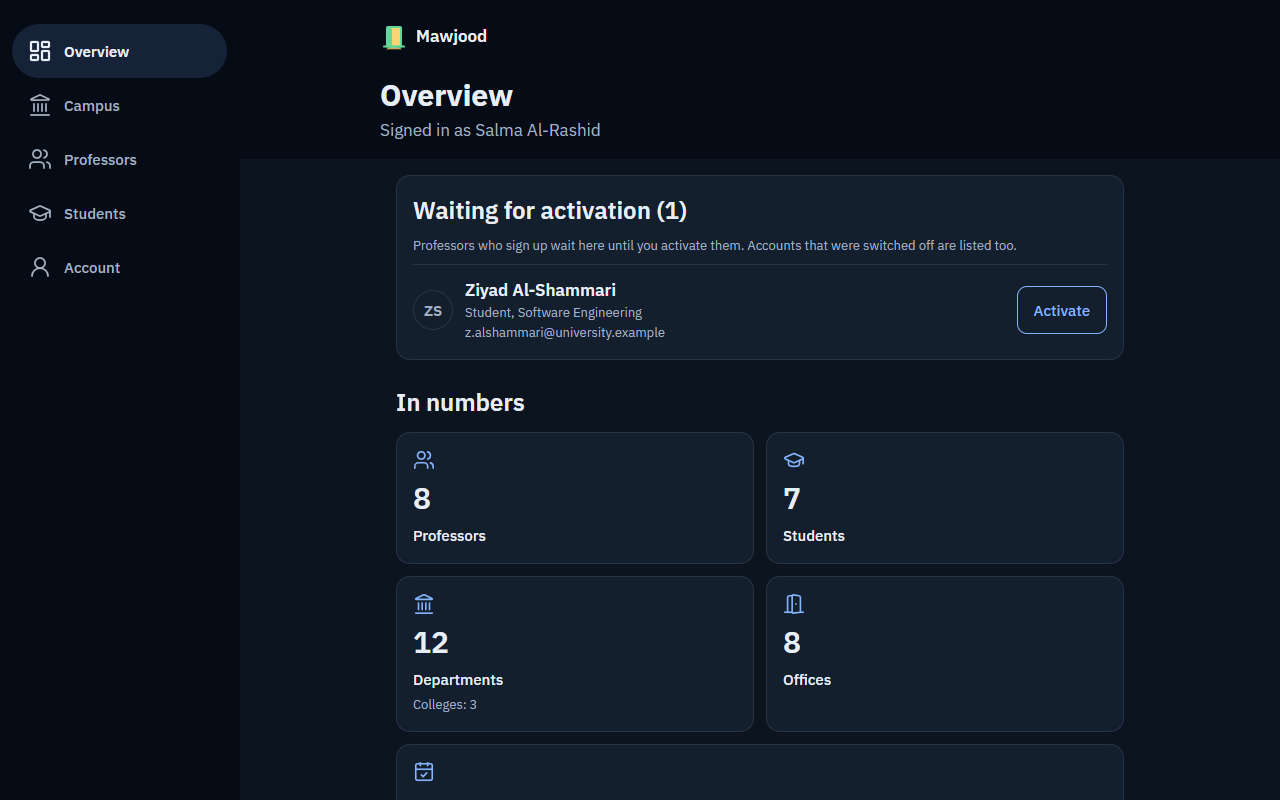 Overview
Campus
Professors
Students
Account
Mawjood
Overview
Signed in as Salma Al-Rashid
Waiting for activation (1)
Professors who sign up wait here until you activate them. Accounts that were switched off are listed too.
ZS
Ziyad Al-Shammari
Student, Software Engineering
z.alshammari@university.example
Activate
In numbers
8
Professors
7
Students
12
Departments
Colleges: 3
8
Offices